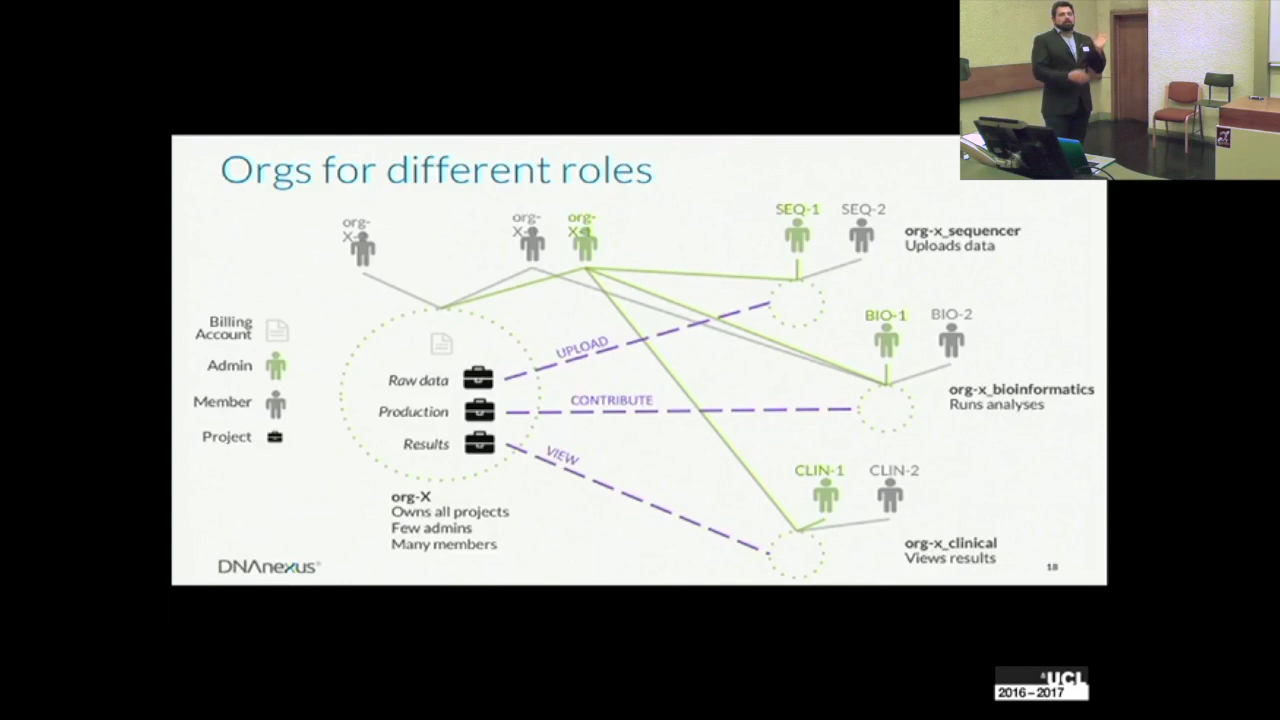 Orgs for different roles
org-
X-
org-
X-
org-
SEQ-1
SEQ-2
org-x_sequencer
Uploads data
Billing
Account
Admin
Member
Project
Raw data
Production
Results
UPLOAD
CONTRIBUTE
VIEW
BIO-1
BIO-2
org-x_bioinformatics
Runs analyses
CLIN-1
CLIN-2
org-x_clinical
Views results
org-X
Owns all projects
Few admins
Many members
DNAnexus
18
UCL
2016 – 2017